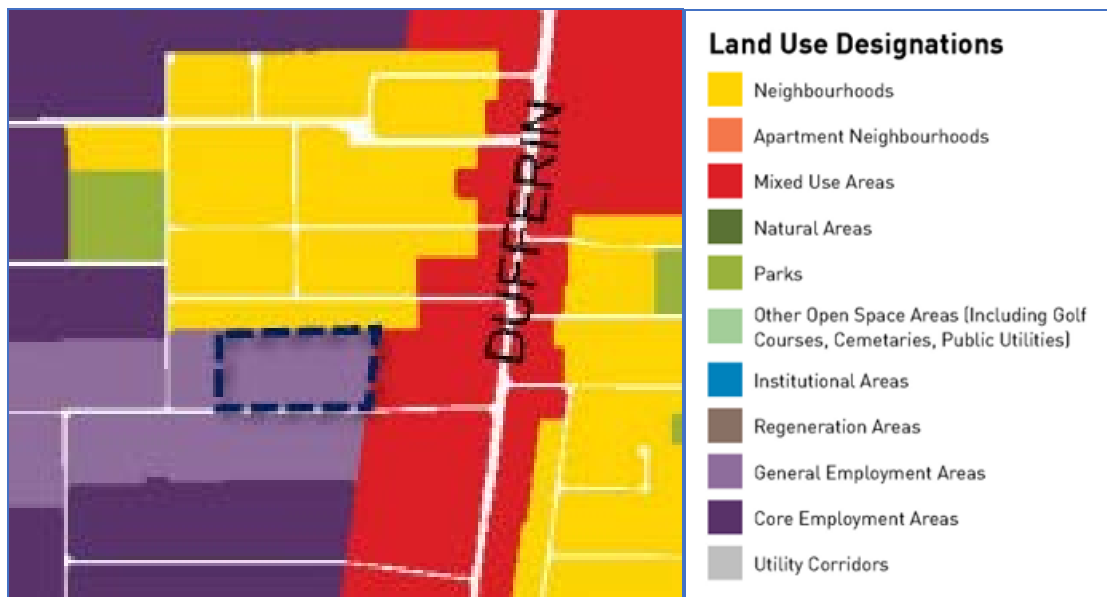 DUFFERIN
Land Use Designations
Neighbourhoods
Apartment Neighbourhoods
Mixed Use Areas
Natural Areas
Parks
Other Open Space Areas (Including Golf
Courses, Cemetaries, Public Utilities)
Institutional Areas
Regeneration Areas
General Employment Areas
Core Employment Areas
Utility Corridors